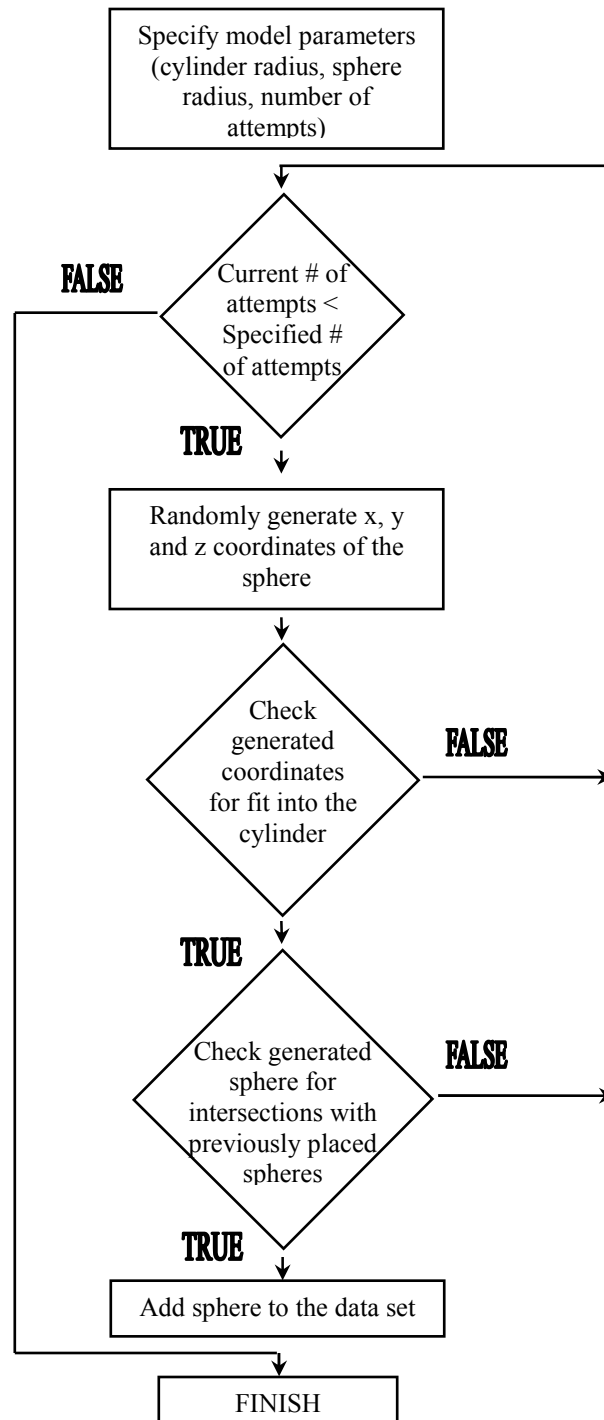 Specify model parameters
(cylinder radius, sphere
radius, number of
attempts)
FALSE
Current # of
attempts <
Specified #
of attempts
TRUE
Randomly generate x, y
and z coordinates of the
sphere
Check
generated
coordinates
for fit into the
cylinder
FALSE
TRUE
Check generated
sphere for
intersections with
previously placed
spheres
FALSE
TRUE
Add sphere to the data set
FINISH